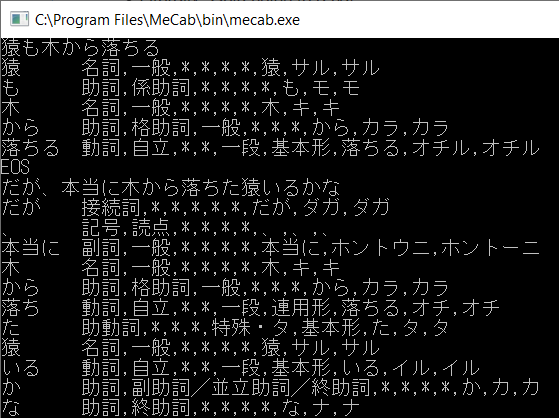 C:\Program Files\MeCab\bin\mecab.exe
猿も木から落ちる
猿 名詞,一般,*,*,*,*,猿,サル,サル
も 助詞,係助詞,*,*,*,*,も,モ,モ
木 名詞,一般,*,*,*,*,木,キ,キ
から 助詞,格助詞,一般,*,*,*,から,カラ,カラ
落ちる 動詞,自立,*,*,一段,基本形,落ちる,オチル,オチル
EOS
だが、本当に木から落ちた猿いるかな
だが 接続詞,*,*,*,*,*,だが,ダガ,ダガ
、 記号,読点,*,*,*,*,、,、,、
本当に 副詞,一般,*,*,*,*,本当に,ホントウニ,ホントーニ
木 名詞,一般,*,*,*,*,木,キ,キ
から 助詞,格助詞,一般,*,*,*,から,カラ,カラ
落ち 動詞,自立,*,*,一段,連用形,落ちる,オチ,オチ
た 助動詞,*,*,*,特殊・タ,基本形,た,タ,タ
猿 名詞,一般,*,*,*,*,猿,サル,サル
いる 動詞,自立,*,*,一段,基本形,いる,イル,イル
か 助詞,副助詞／並立助詞／終助詞,*,*,*,*,か,カ,カ
な 助詞,終助詞,*,*,*,*,な,ナ,ナ